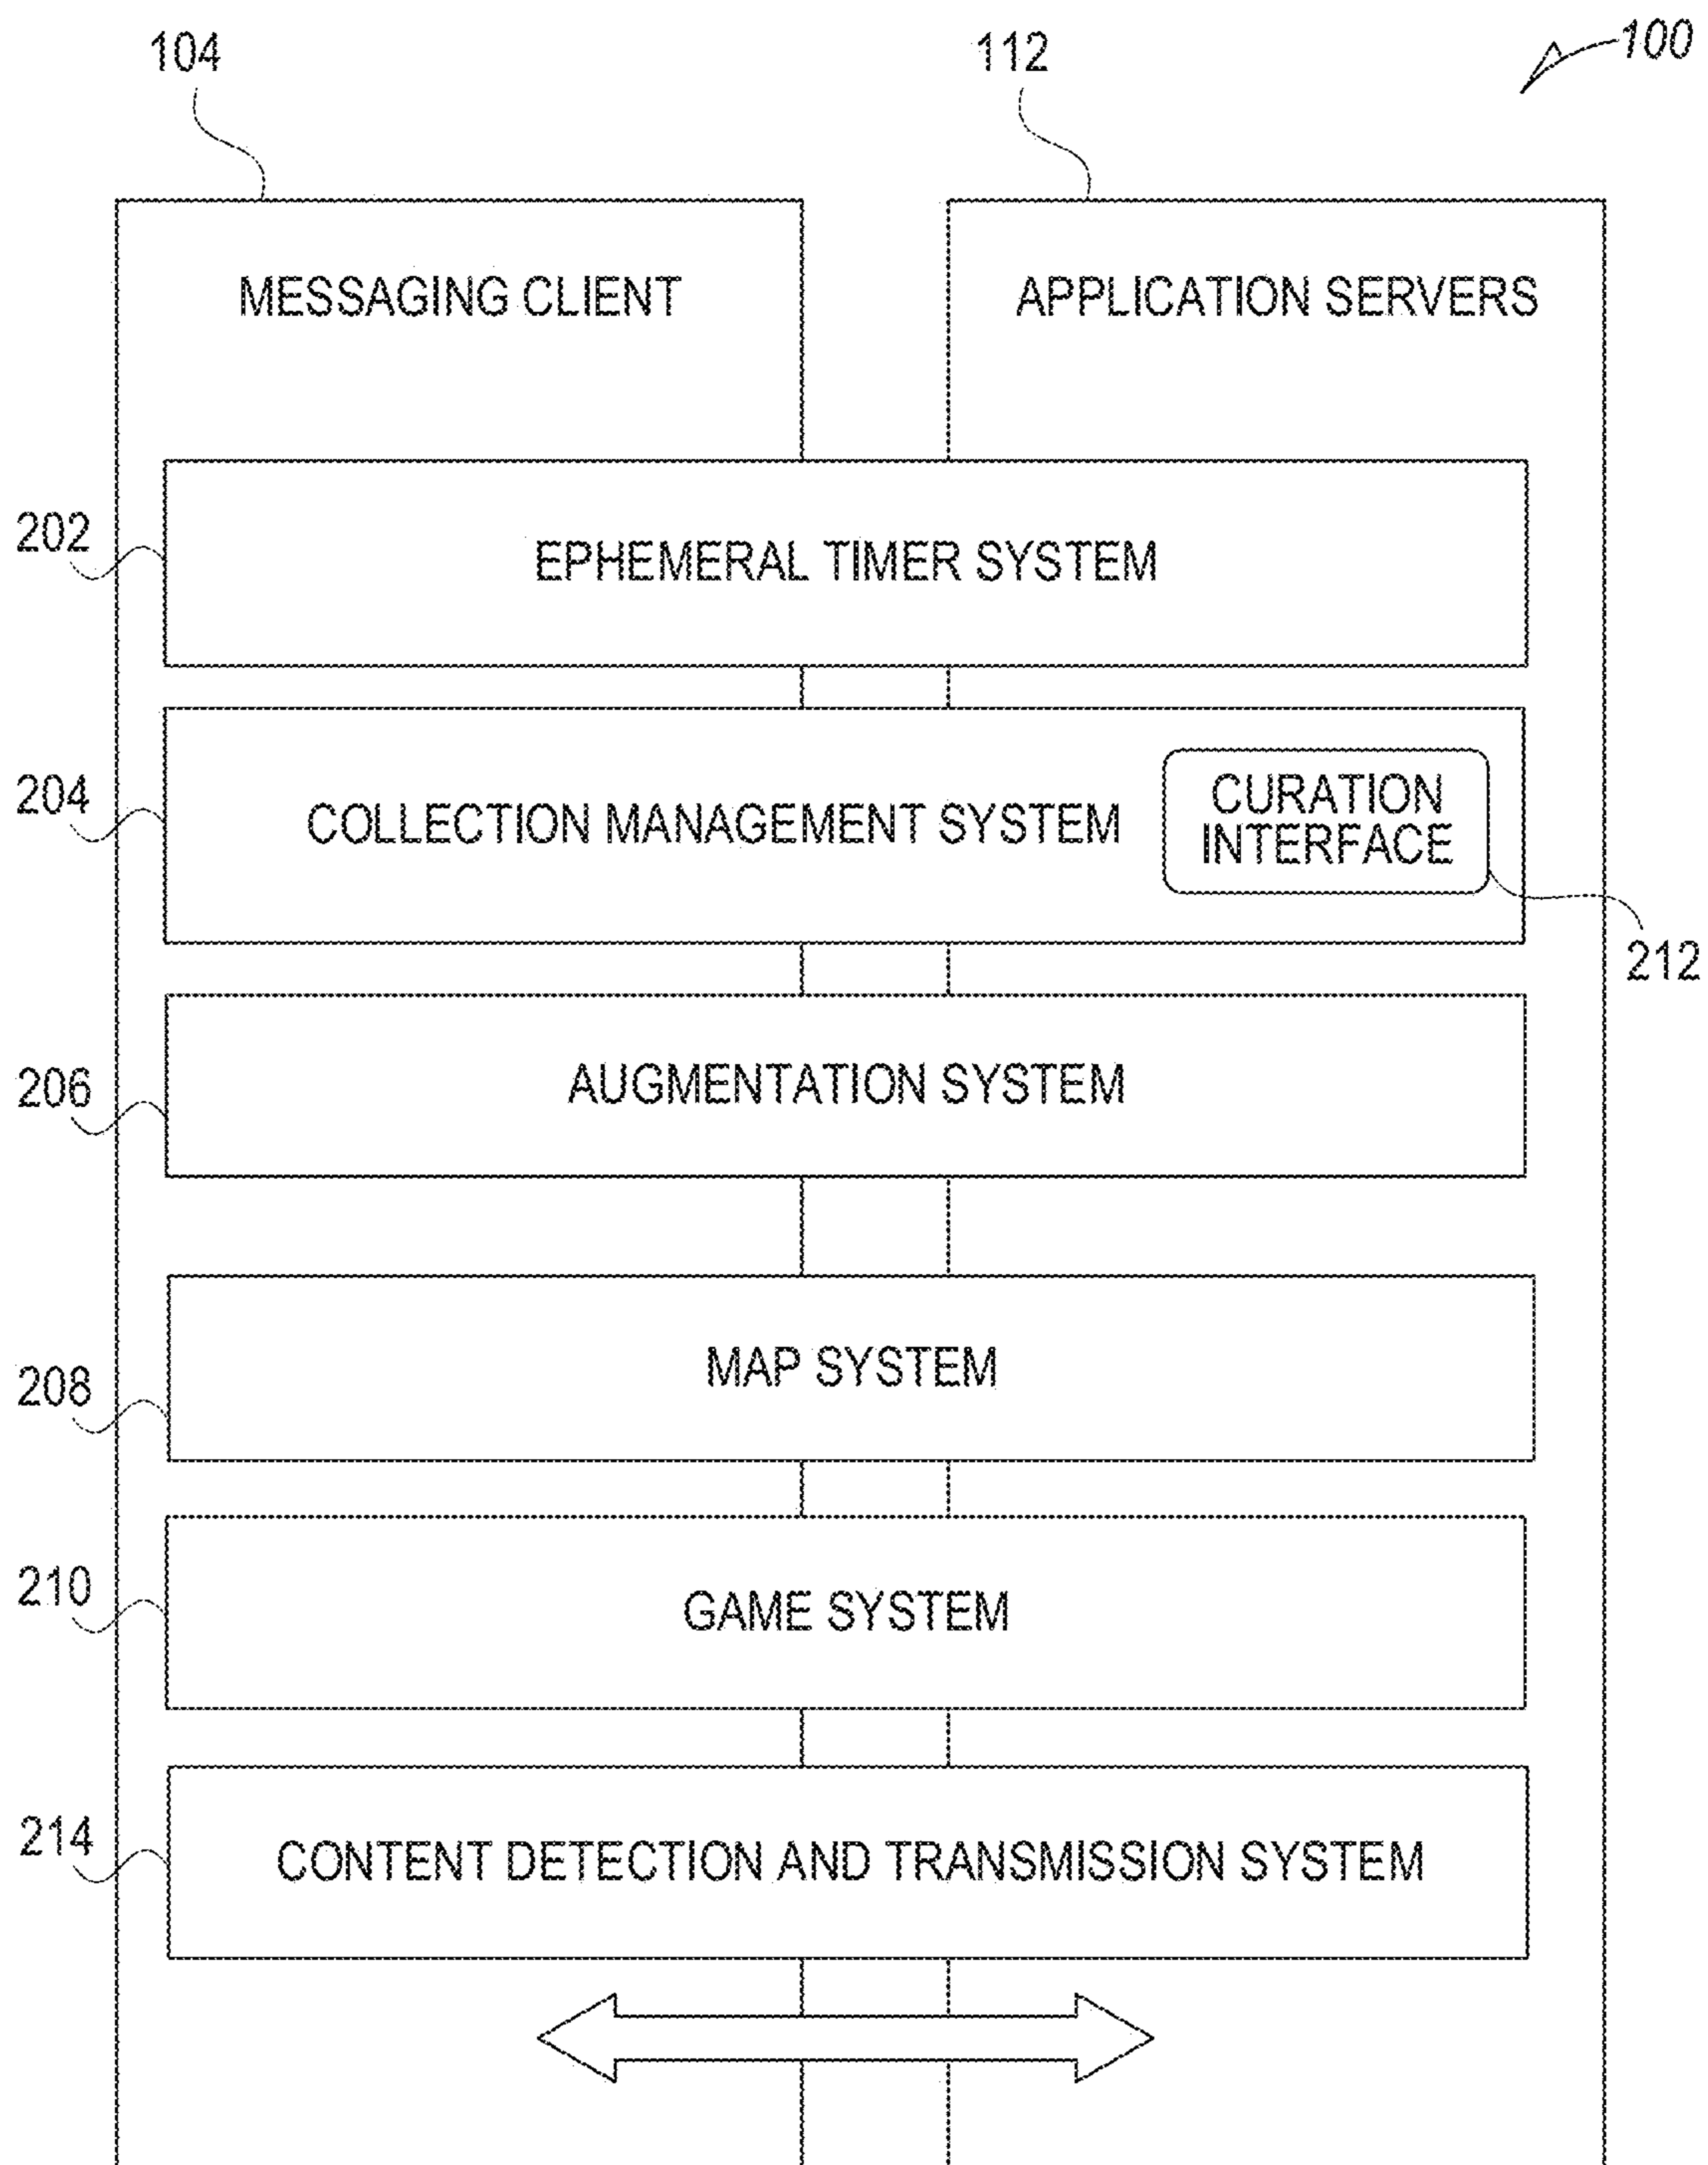 104
112
100
MESSAGING CLIENT
APPLICATION SERVERS
202
EPHEMERAL TIMER SYSTEM
204
COLLECTION MANAGEMENT SYSTEM
CURATION
INTERFACE
212
206
AUGMENTATION SYSTEM
208
MAP SYSTEM
210
GAME SYSTEM
214
CONTENT DETECTION AND TRANSMISSION SYSTEM